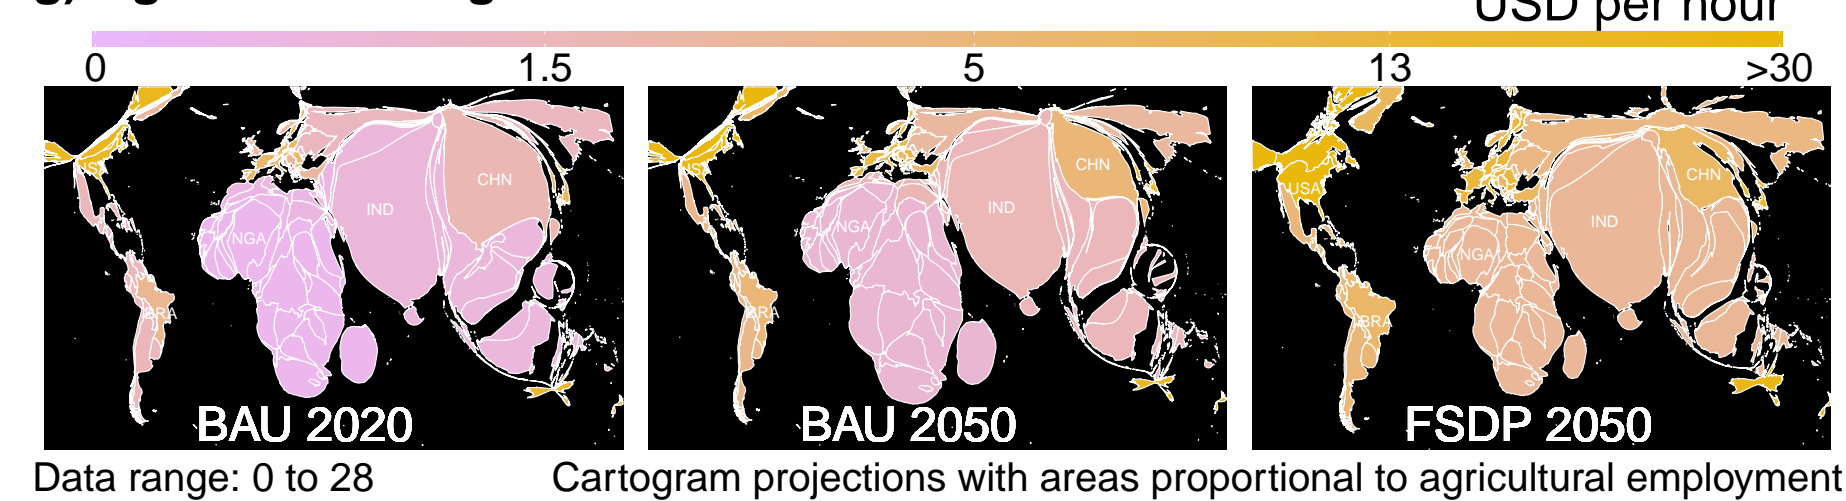 USD per hour
0 1.5 5 13 >30
CHN
IND
NGA
BRA
BAU 2020
CHN
IND
NGA
BRA
BAU 2050
USA
CHN
IND
NGA
BRA
FSDP 2050
Data range: 0 to 28
Cartogram projections with areas proportional to agricultural employment